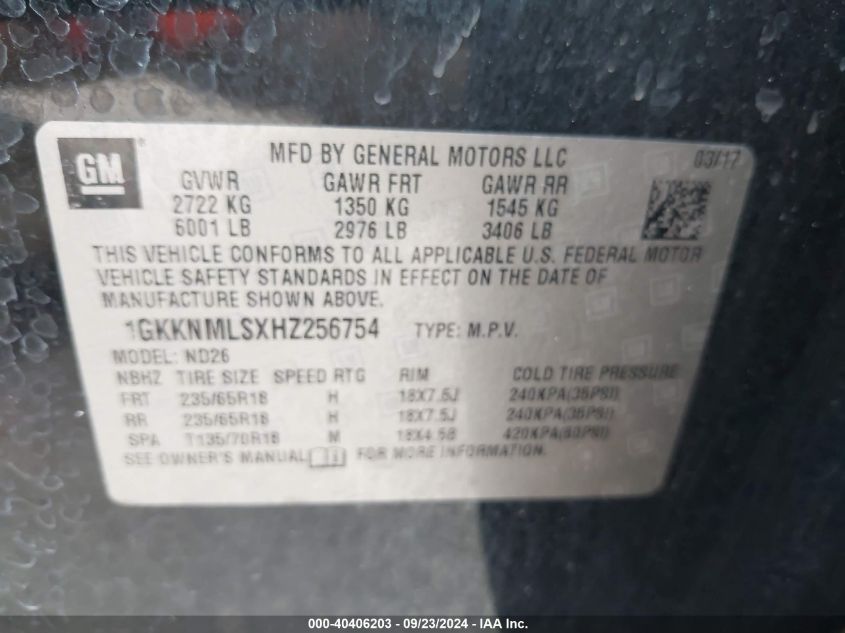 GM
MFD BY GENERAL MOTORS LLC 03/17
GVWR GAWR FRT GAWR RR
2722 KG 1350 KG 1545 KG
6001 LB 2976 LB 3406 LB
THIS VEHICLE CONFORMS TO ALL APPLICABLE U.S. FEDERAL MOTOR
VEHICLE SAFETY STANDARDS IN EFFECT ON THE DATE OF
MANUFACTURE SHOWN ABOVE.
1GKKNMLSXHZ256754 TYPE: M.P.V.
MODEL: ND26
NBHZ TIRE SIZE SPEED RTG RIM COLD TIRE PRESSURE
FRT 235/65R18 H 18X7.5J 240KPA(35PSI)
RR 235/65R18 H 18X7.5J 240KPA(35PSI)
SPA T135/70R18 M 18X4.5B 420KPA(60PSI)
SEE OWNER'S MANUAL FOR MORE INFORMATION.
000-40406203 - 09/23/2024 - IAA Inc.